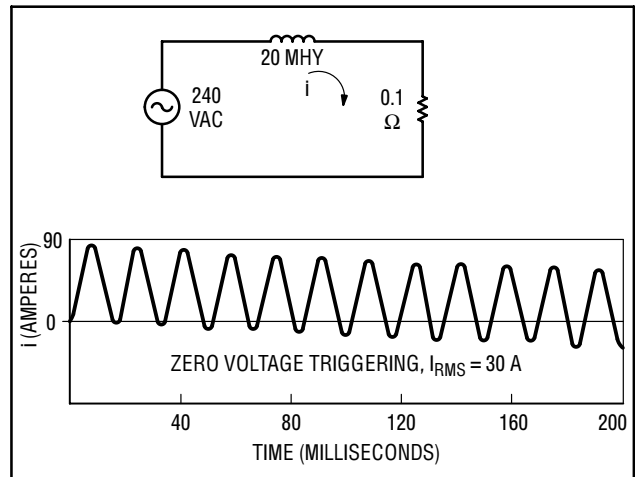 20 MHY
240
VAC
i
0.1
Ω
90
0
i (AMPERES)
ZERO VOLTAGE TRIGGERING, IRMS = 30 A
40
80
120
160
200
TIME (MILLISECONDS)